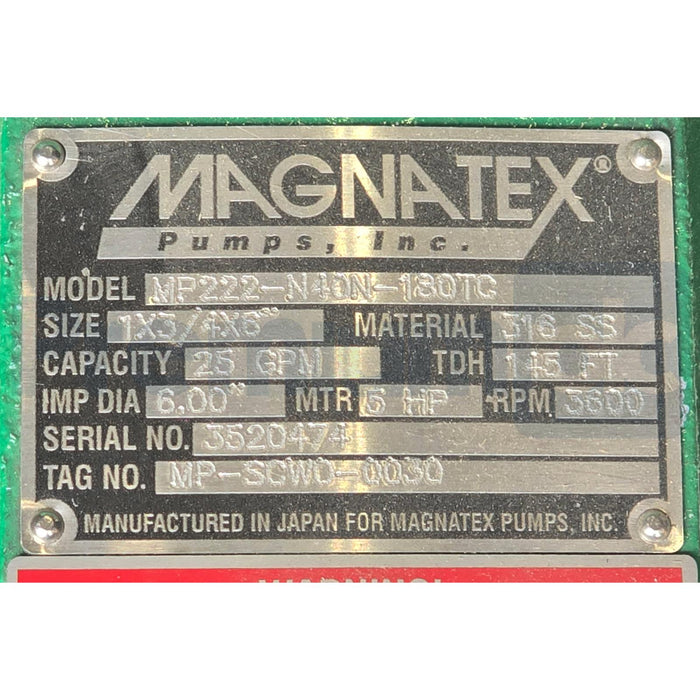 MAGNATEX®
Pumps, Inc.
MODEL MP222-N40N-180TC
SIZE 1X3/4X6" MATERIAL 316 SS
CAPACITY 25 GPM TDH 145 FT
IMP DIA 6.00" MTR 5 HP RPM 3600
SERIAL NO. 3520474
TAG NO. MP-SCWO-0030
MANUFACTURED IN JAPAN FOR MAGNATEX PUMPS, INC.
WARNING!